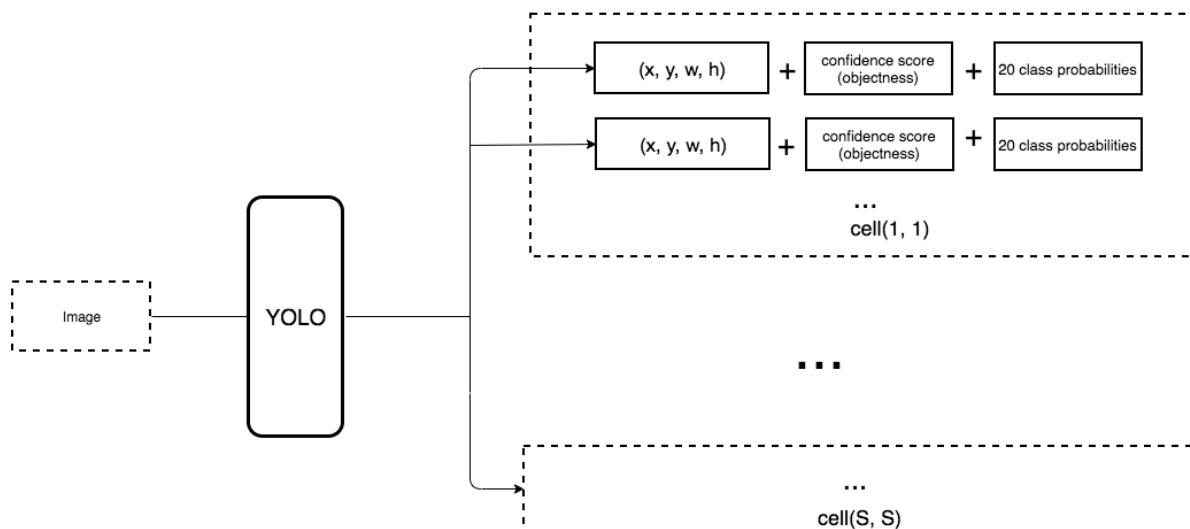 (x, y, w, h) + confidence score + 20 class probabilities
(objectness)
(x, y, w, h) + confidence score + 20 class probabilities
(objectness)
...
cell(1, 1)
Image
YOLO
...
...
cell(S, S)